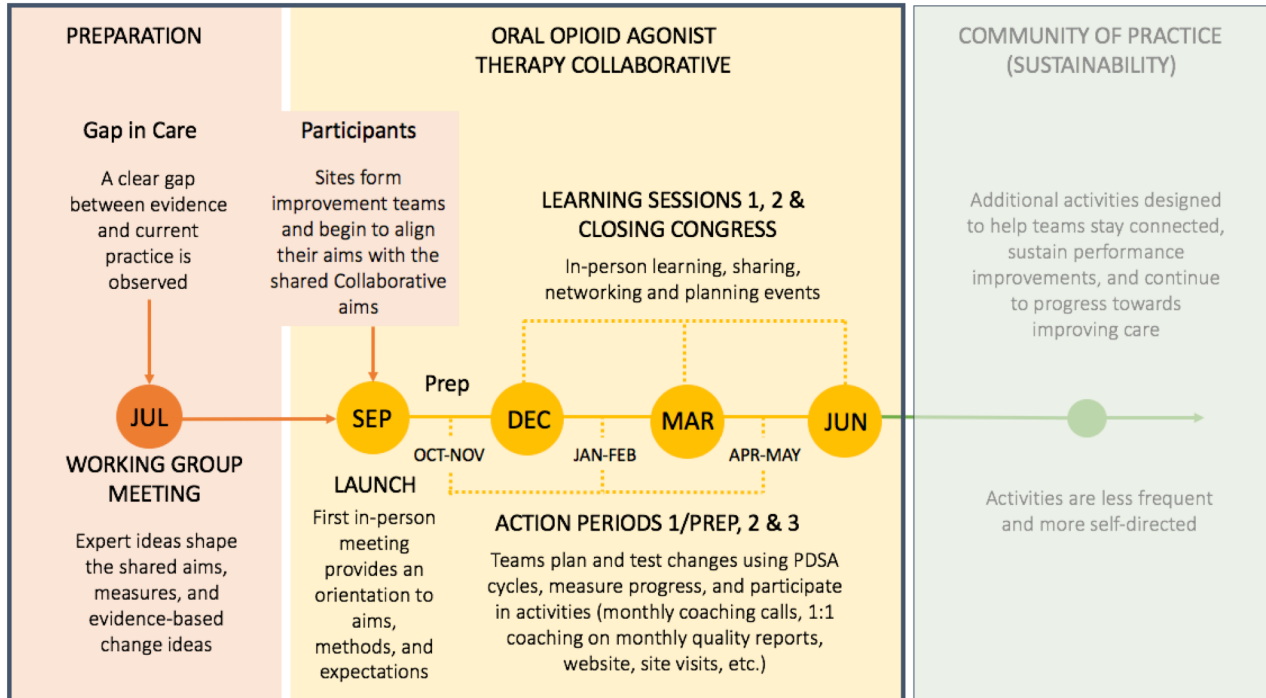 PREPARATION
Gap in Care
A clear gap
between evidence
and current
practice is
observed
JUL
WORKING GROUP
MEETING
Expert ideas shape
the shared aims,
measures, and
evidence-based
change ideas
ORAL OPIOID AGONIST
THERAPY COLLABORATIVE
Participants
Sites form
improvement teams
and begin to align
their aims with the
shared Collaborative
aims
LEARNING SESSIONS 1, 2 &
CLOSING CONGRESS
In-person learning, sharing,
networking and planning events
Prep
SEP
DEC
MAR
JUN
OCT-NOV
JAN-FEB
APR-MAY
LAUNCH
First in-person
meeting
provides an
orientation to
aims,
methods, and
expectations
ACTION PERIODS 1/PREP, 2 & 3
Teams plan and test changes using PDSA
cycles, measure progress, and participate
in activities (monthly coaching calls, 1:1
coaching on monthly quality reports,
website, site visits, etc.)
COMMUNITY OF PRACTICE
(SUSTAINABILITY)
Additional activities designed
to help teams stay connected,
sustain performance
improvements, and continue
to progress towards
improving care
Activities are less frequent
and more self-directed